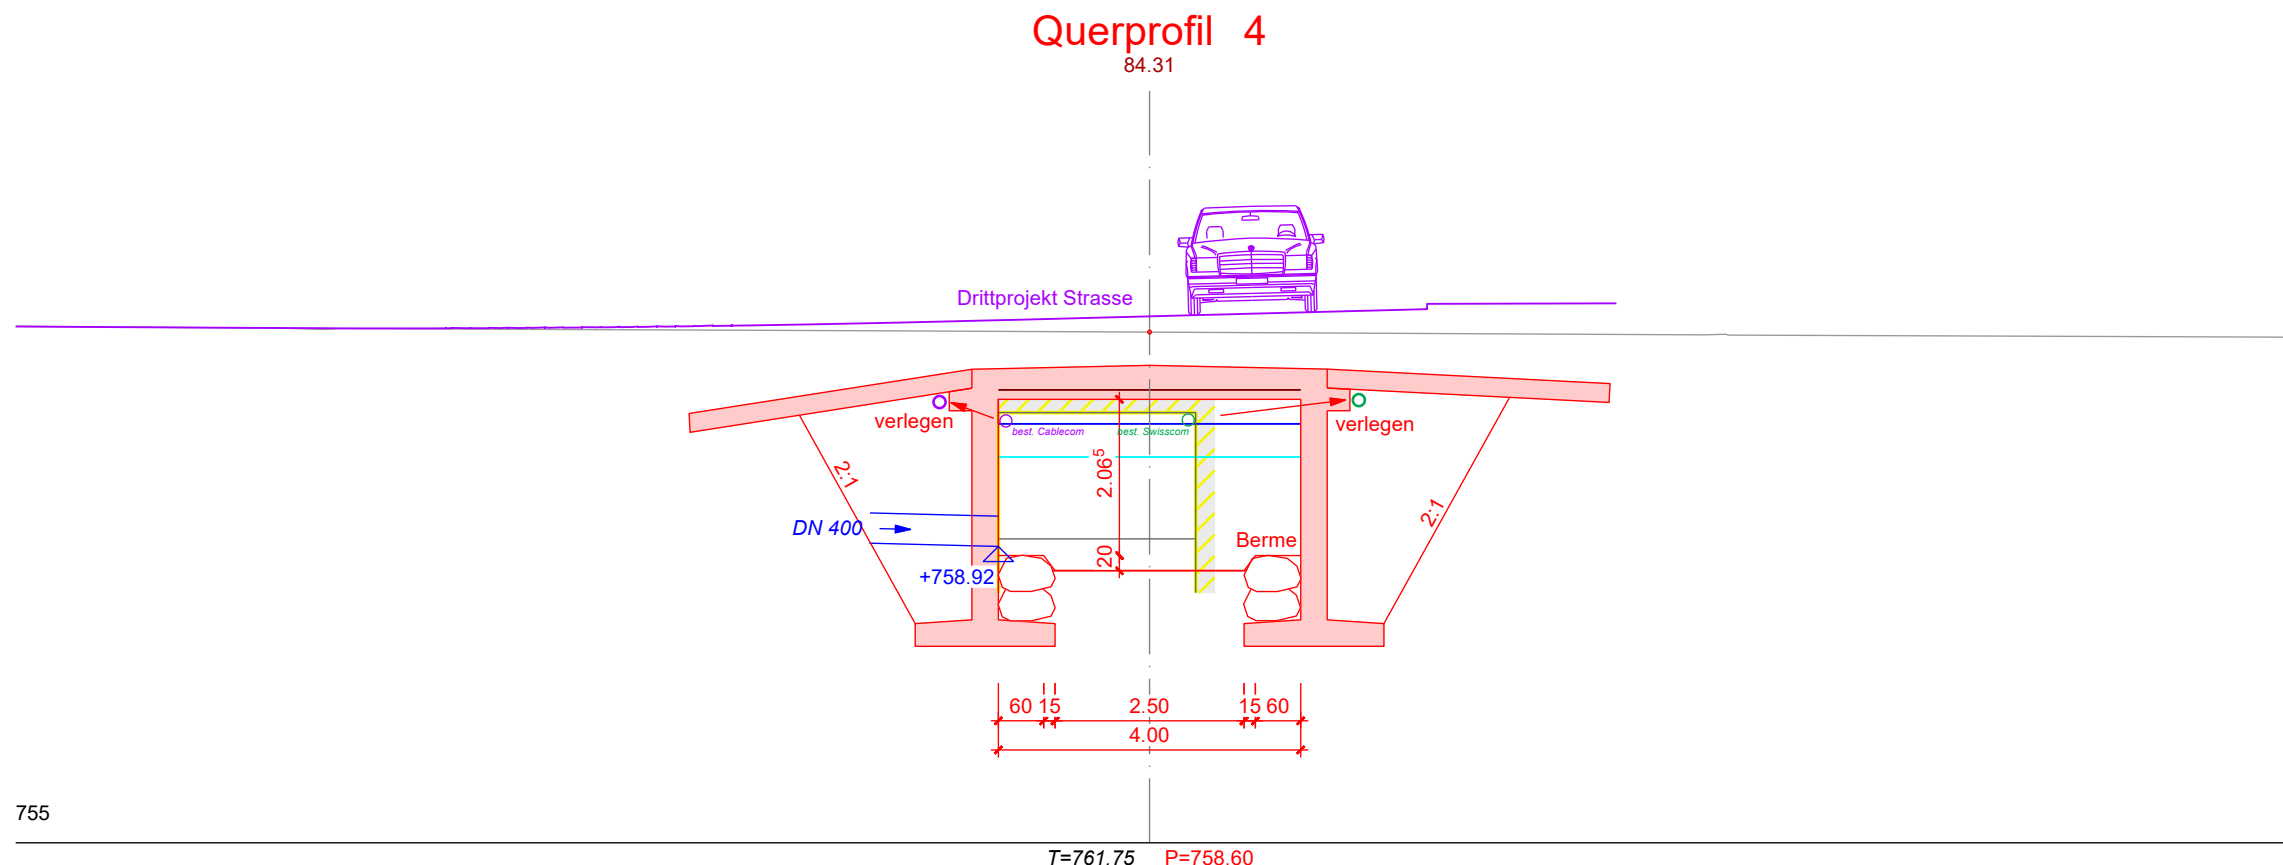 Querprofil 4
84.31
Drittprojekt Strasse
verlegen
best. Cablecom
best. Swisscom
verlegen
2:1
2.06⁵
2:1
DN 400
Berme
20
+758.92
60 15 2.50 15 60
4.00
755
T=761.75 P=758.60